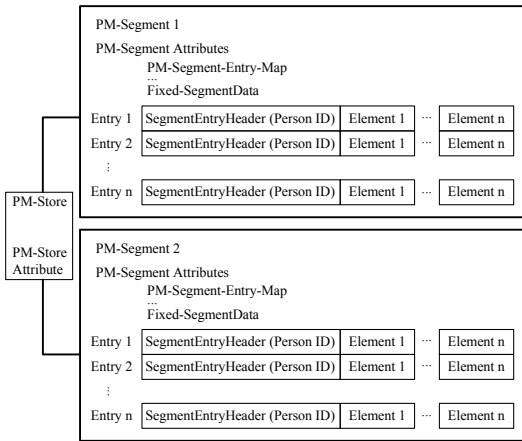 PM-Segment 1
PM-Segment Attributes
PM-Segment-Entry-Map
...
Fixed-SegmentData
Entry 1 SegmentEntryHeader (Person ID) Element 1 ... Element n
Entry 2 SegmentEntryHeader (Person ID) Element 1 ... Element n
⋮
Entry n SegmentEntryHeader (Person ID) Element 1 ... Element n
PM-Store
PM-Store
Attribute
PM-Segment 2
PM-Segment Attributes
PM-Segment-Entry-Map
...
Fixed-SegmentData
Entry 1 SegmentEntryHeader (Person ID) Element 1 ... Element n
Entry 2 SegmentEntryHeader (Person ID) Element 1 ... Element n
⋮
Entry n SegmentEntryHeader (Person ID) Element 1 ... Element n